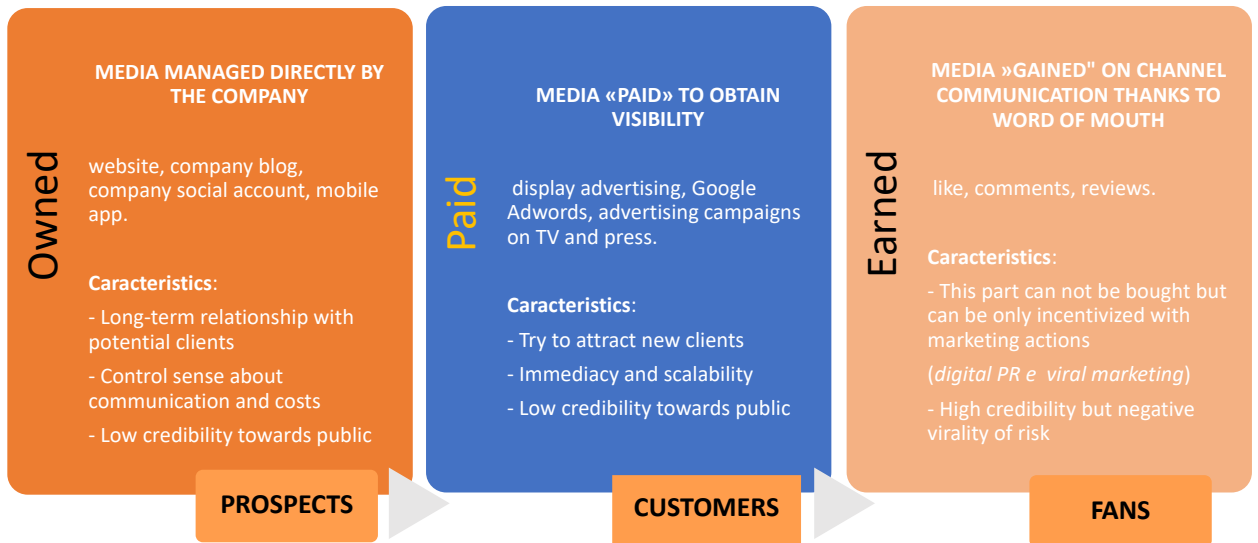 Owned
MEDIA MANAGED DIRECTLY BY
THE COMPANY
website, company blog,
company social account, mobile
app.
Caracteristics:
- Long-term relationship with
potential clients
- Control sense about
communication and costs
- Low credibility towards public
PROSPECTS
Paid
MEDIA «PAID» TO OBTAIN
VISIBILITY
display advertising, Google
Adwords, advertising campaigns
on TV and press.
Caracteristics:
- Try to attract new clients
- Immediacy and scalability
- Low credibility towards public
CUSTOMERS
Earned
MEDIA »GAINED" ON CHANNEL
COMMUNICATION THANKS TO
WORD OF MOUTH
like, comments, reviews.
Caracteristics:
- This part can not be bought but
can be only incentivized with
marketing actions
(digital PR e  viral marketing)
- High credibility but negative
virality of risk
FANS